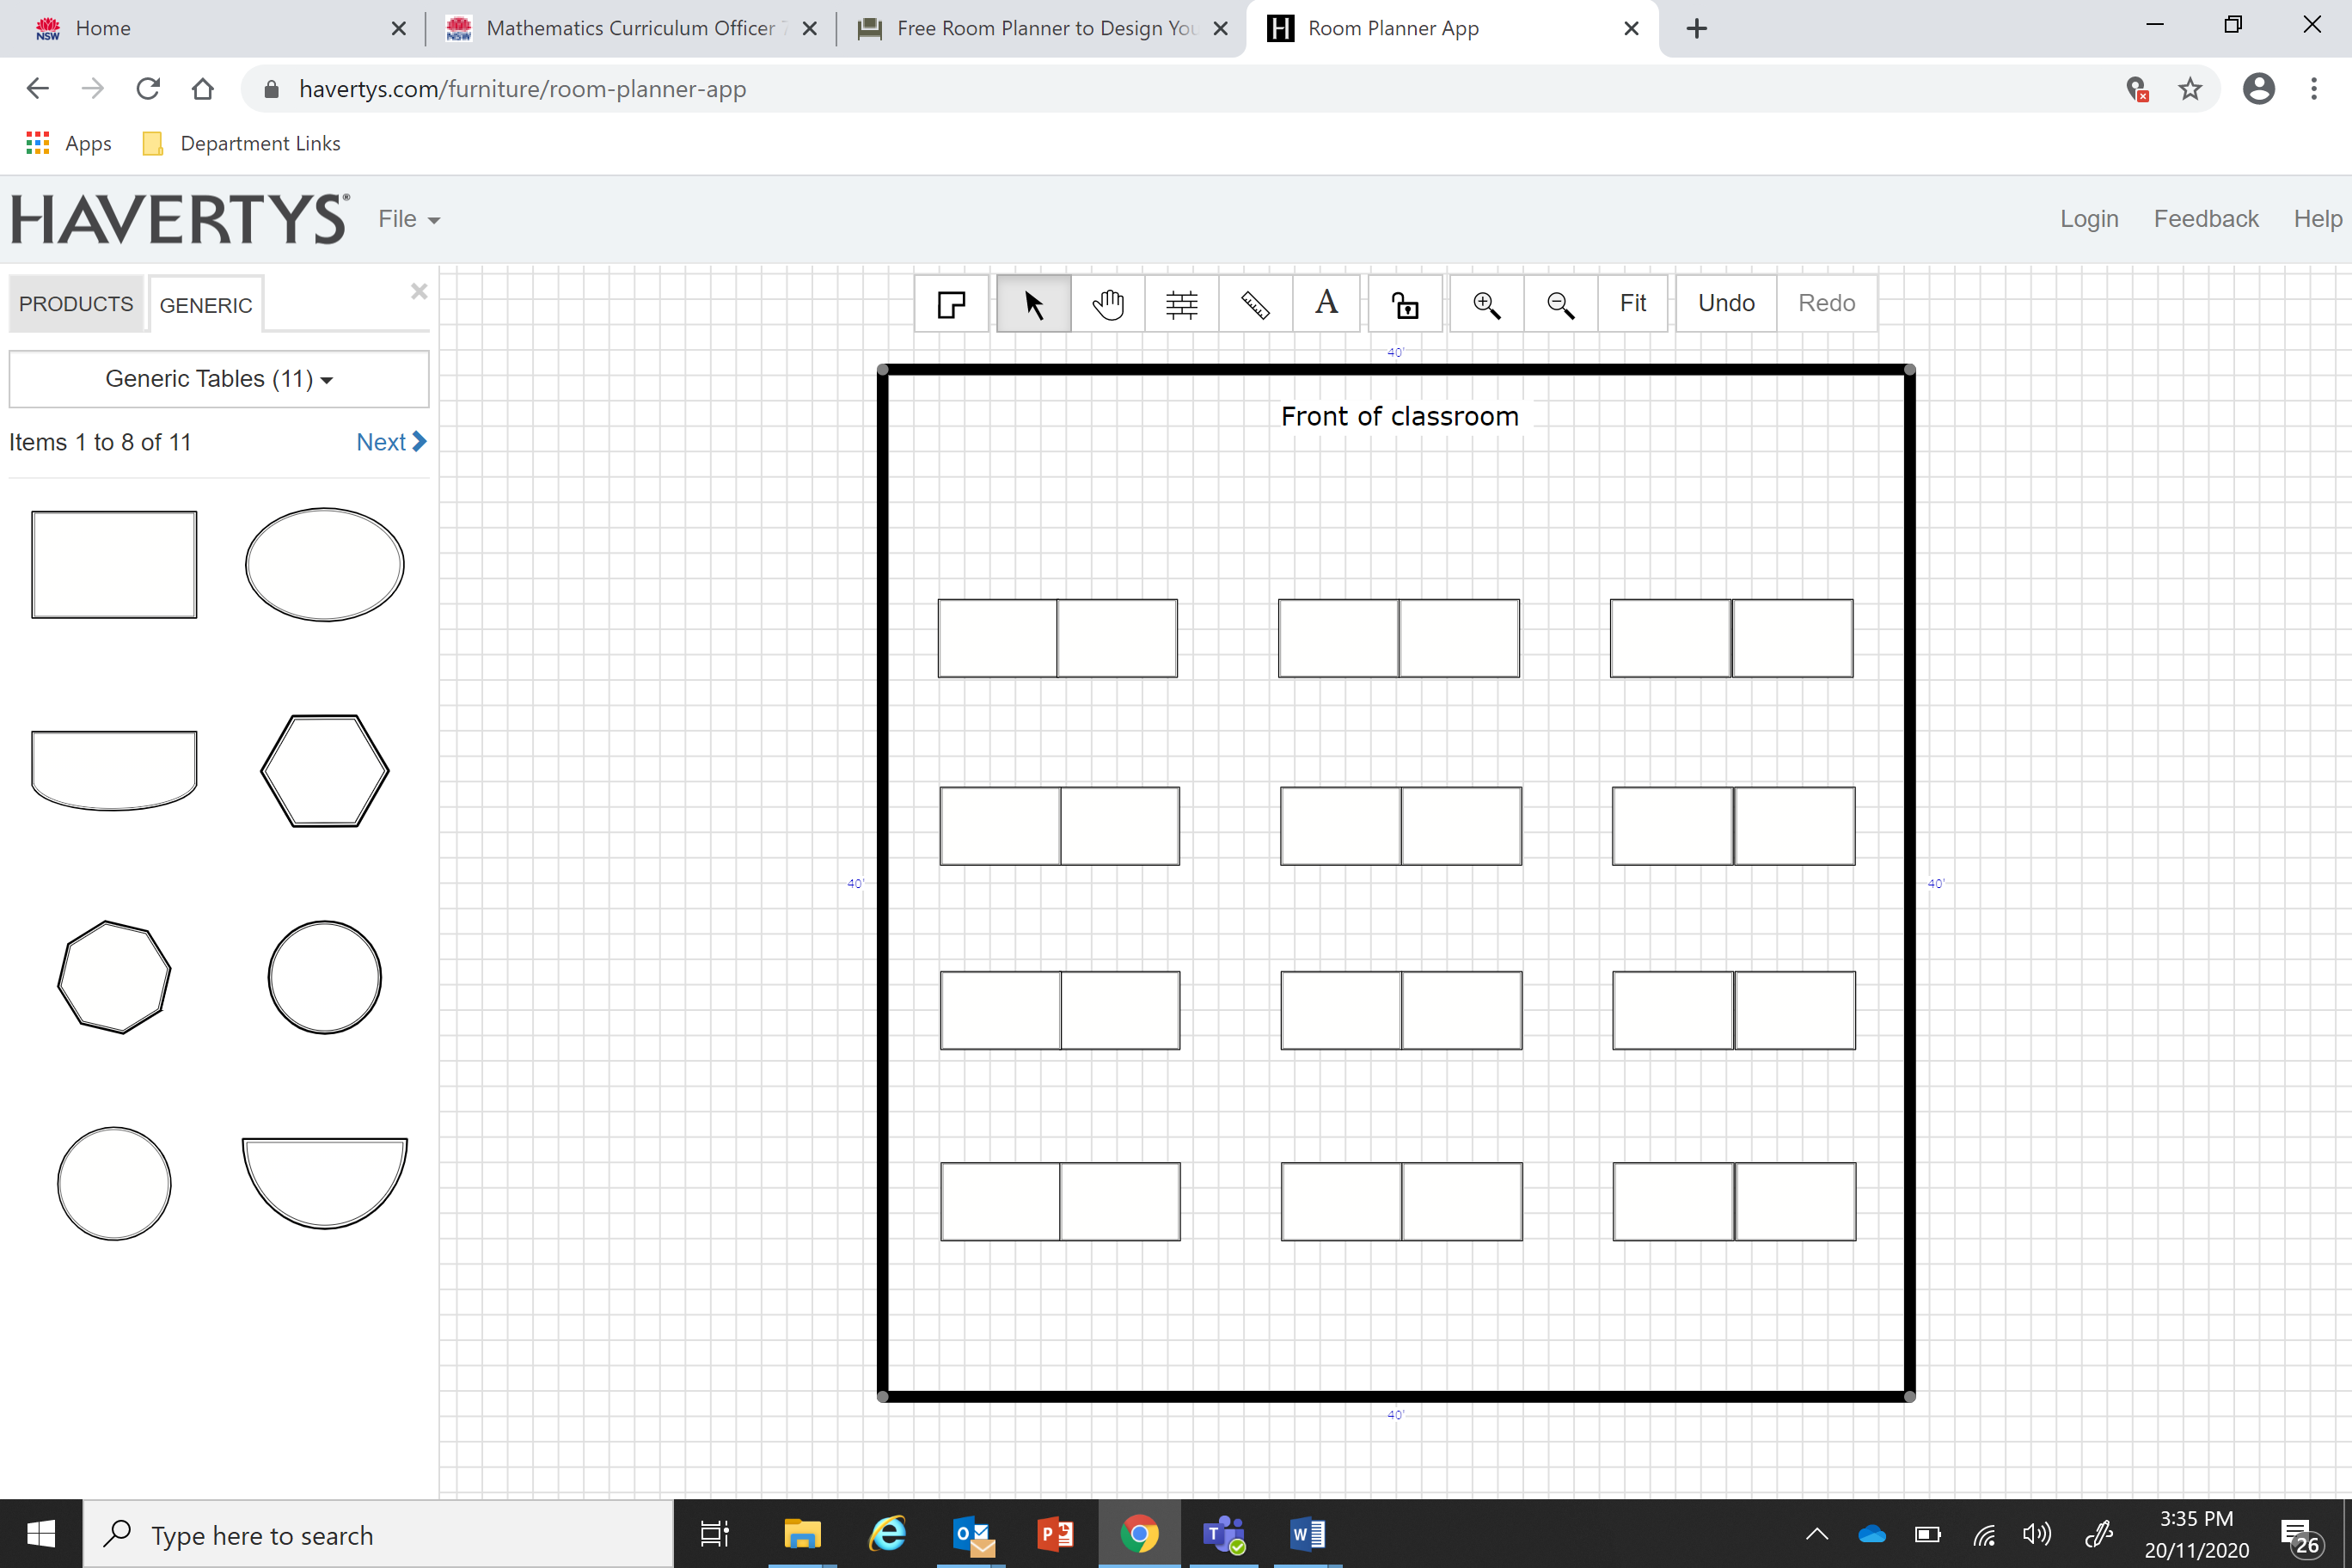 Home
Mathematics Curriculum Officer 7
Free Room Planner to Design You
Room Planner App
havertys.com/furniture/room-planner-app
Apps
Department Links
HAVERTYS®
File
Login
Feedback
Help
PRODUCTS
GENERIC
Generic Tables (11)
Items 1 to 8 of 11
Next
A
Fit
Undo
Redo
40'
Front of classroom
40'
40'
40'
Type here to search
3:35 PM
20/11/2020
26